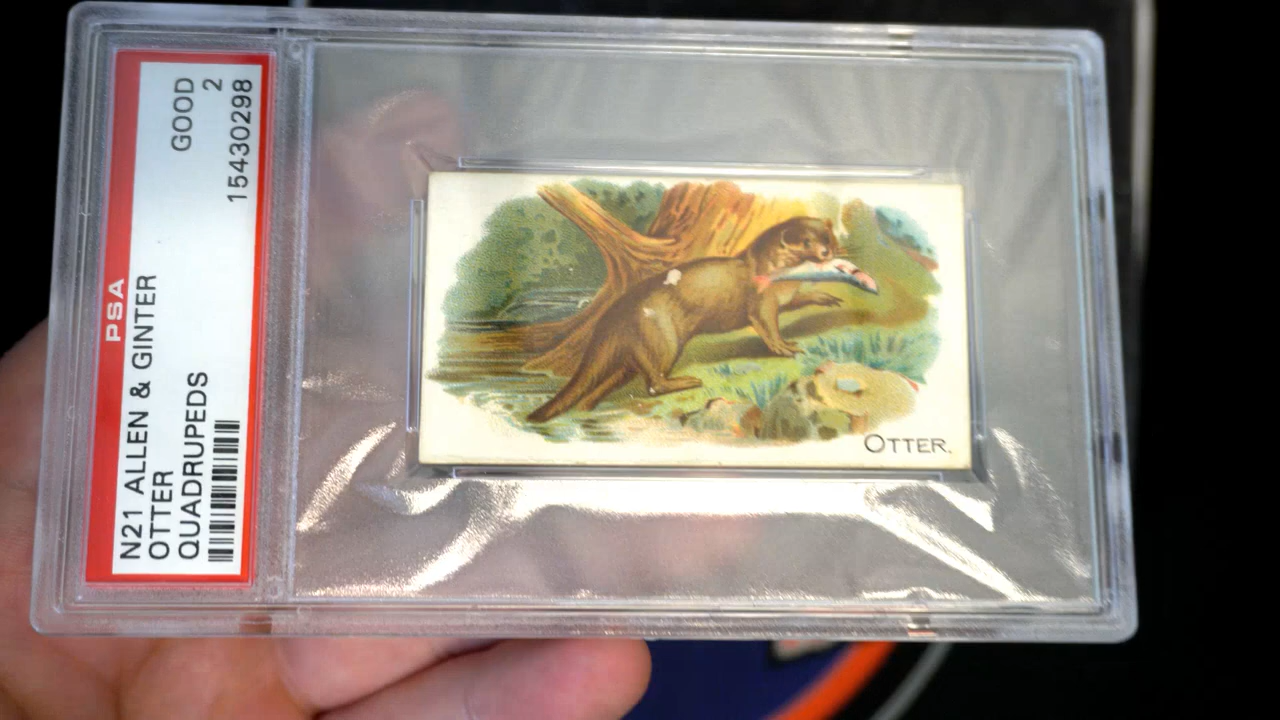 PSA
N21 ALLEN & GINTER
OTTER
QUADRUPEDS
GOOD
2
15430298
OTTER.